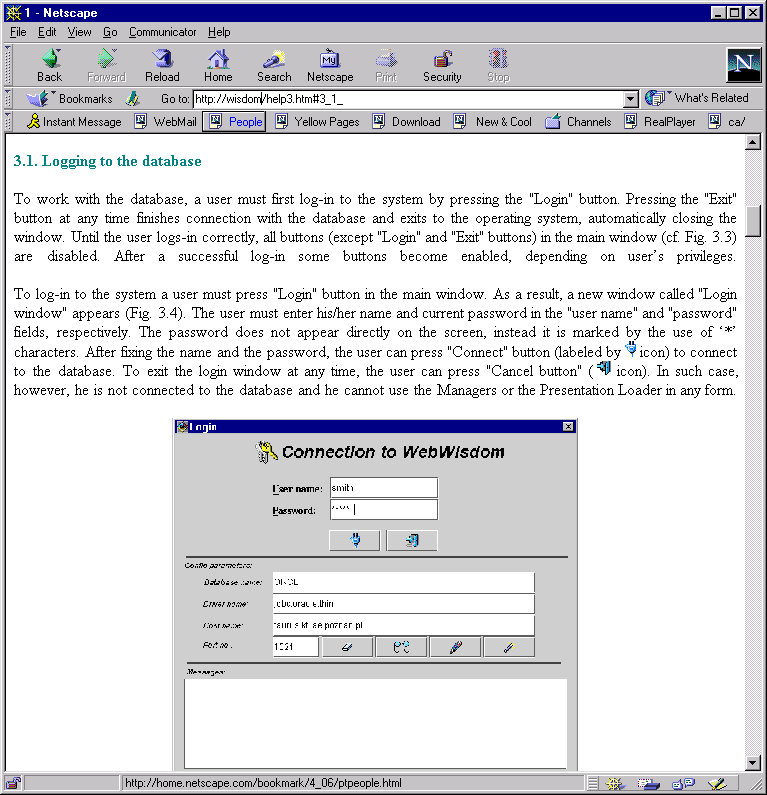 1 - Netscape
File Edit View Go Communicator Help
Back Forward Reload Home Search Netscape Print Security Stop
My
N
Bookmarks Go to: http://wisdom/help3.htm#3_1_ What's Related
Instant Message WebMail People Yellow Pages Download New & Cool Channels RealPlayer ca/
3.1. Logging to the database
To work with the database, a user must first log-in to the system by pressing the "Login" button. Pressing the "Exit"
button at any time finishes connection with the database and exits to the operating system, automatically closing the
window. Until the user logs-in correctly, all buttons (except "Login" and "Exit" buttons) in the main window (cf. Fig. 3.3)
are disabled. After a successful log-in some buttons become enabled, depending on user's privileges.
To log-in to the system a user must press "Login" button in the main window. As a result, a new window called "Login
window" appears (Fig. 3.4). The user must enter his/her name and current password in the "user name" and "password"
fields, respectively. The password does not appear directly on the screen, instead it is marked by the use of ‘*’
characters. After fixing the name and the password, the user can press "Connect" button (labeled by icon) to connect
to the database. To exit the login window at any time, the user can press "Cancel button" ( icon). In such case,
however, he is not connected to the database and he cannot use the Managers or the Presentation Loader in any form.
Login
Connection to WebWisdom
User name: smith
Password: ****
Config parameters:
Database name:
Driver name:
Host name:
Port no.: 1521
Messages:
http://home.netscape.com/bookmark/4_06/ptpeople.html